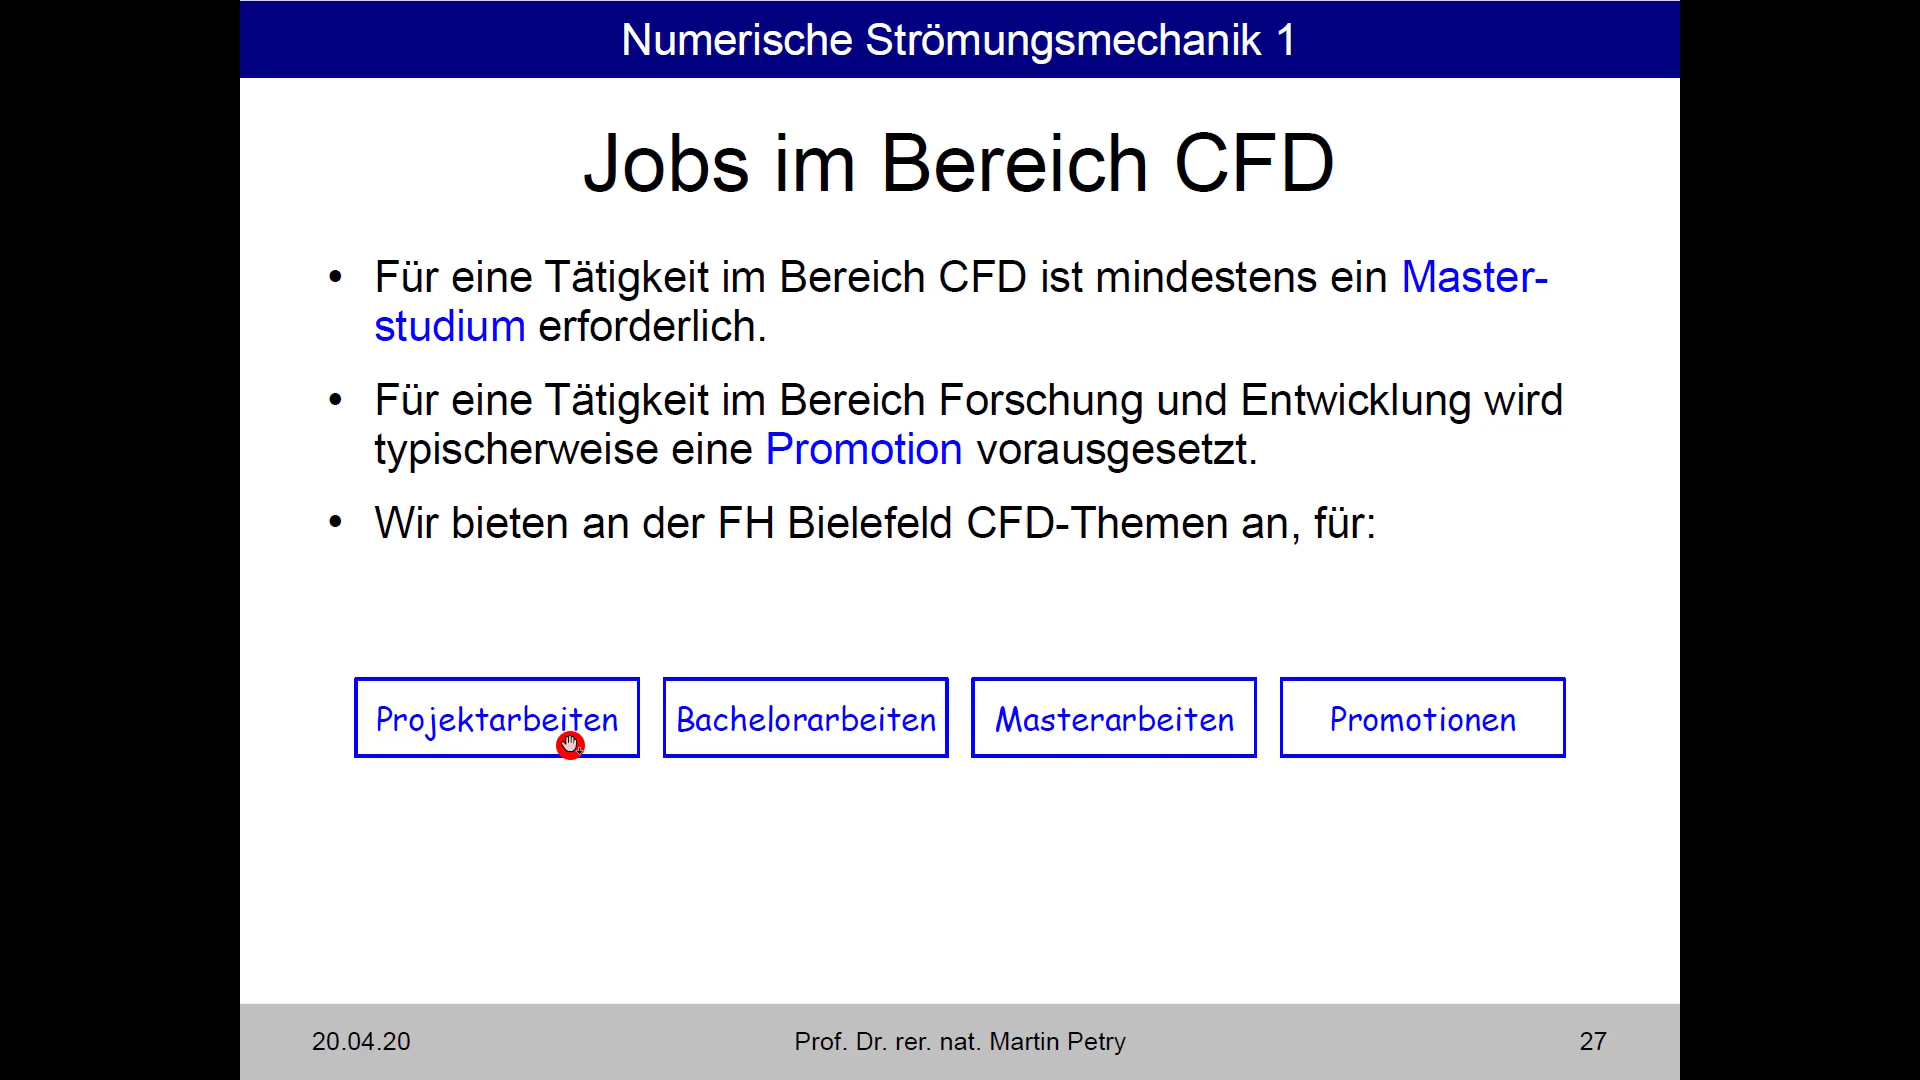 Numerische Strömungsmechanik 1
Jobs im Bereich CFD
• Für eine Tätigkeit im Bereich CFD ist mindestens ein Master-
studium erforderlich.
• Für eine Tätigkeit im Bereich Forschung und Entwicklung wird
typischerweise eine Promotion vorausgesetzt.
• Wir bieten an der FH Bielefeld CFD-Themen an, für:
Projektarbeiten Bachelorarbeiten Masterarbeiten Promotionen
20.04.20 Prof. Dr. rer. nat. Martin Petry 27